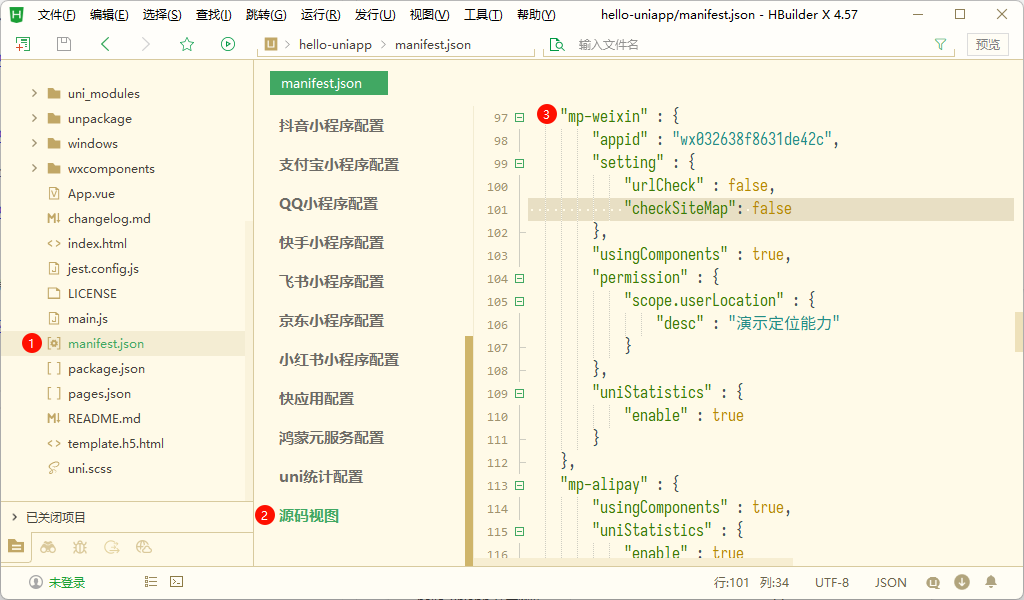 文件(F) 编辑(E) 选择(S) 查找(I) 跳转(G) 运行(R) 发行(U) 视图(V) 工具(T) 帮助(Y) hello-uniapp/manifest.json - HBuilder X 4.57
hello-uniapp manifest.json 输入文件名 预览
uni_modules
unpackage
windows
wxcomponents
App.vue
changelog.md
index.html
jest.config.js
LICENSE
main.js
1 manifest.json
package.json
pages.json
README.md
template.h5.html
uni.scss
已关闭项目
manifest.json
抖音小程序配置
支付宝小程序配置
QQ小程序配置
快手小程序配置
飞书小程序配置
京东小程序配置
小红书小程序配置
快应用配置
鸿蒙元服务配置
uni统计配置
2 源码视图
97 3 "mp-weixin" : {
98 "appid" : "wx032638f8631de42c",
99 "setting" : {
100 "urlCheck" : false,
101 "checkSiteMap": false
102 },
103 "usingComponents" : true,
104 "permission" : {
105 "scope.userLocation" : {
106 "desc" : "演示定位能力"
107 }
108 },
109 "uniStatistics" : {
110 "enable" : true
111 }
112 },
113 "mp-alipay" : {
114 "usingComponents" : true,
115 "uniStatistics" : {
116 "enable" : true
未登录 行:101 列:34 UTF-8 JSON